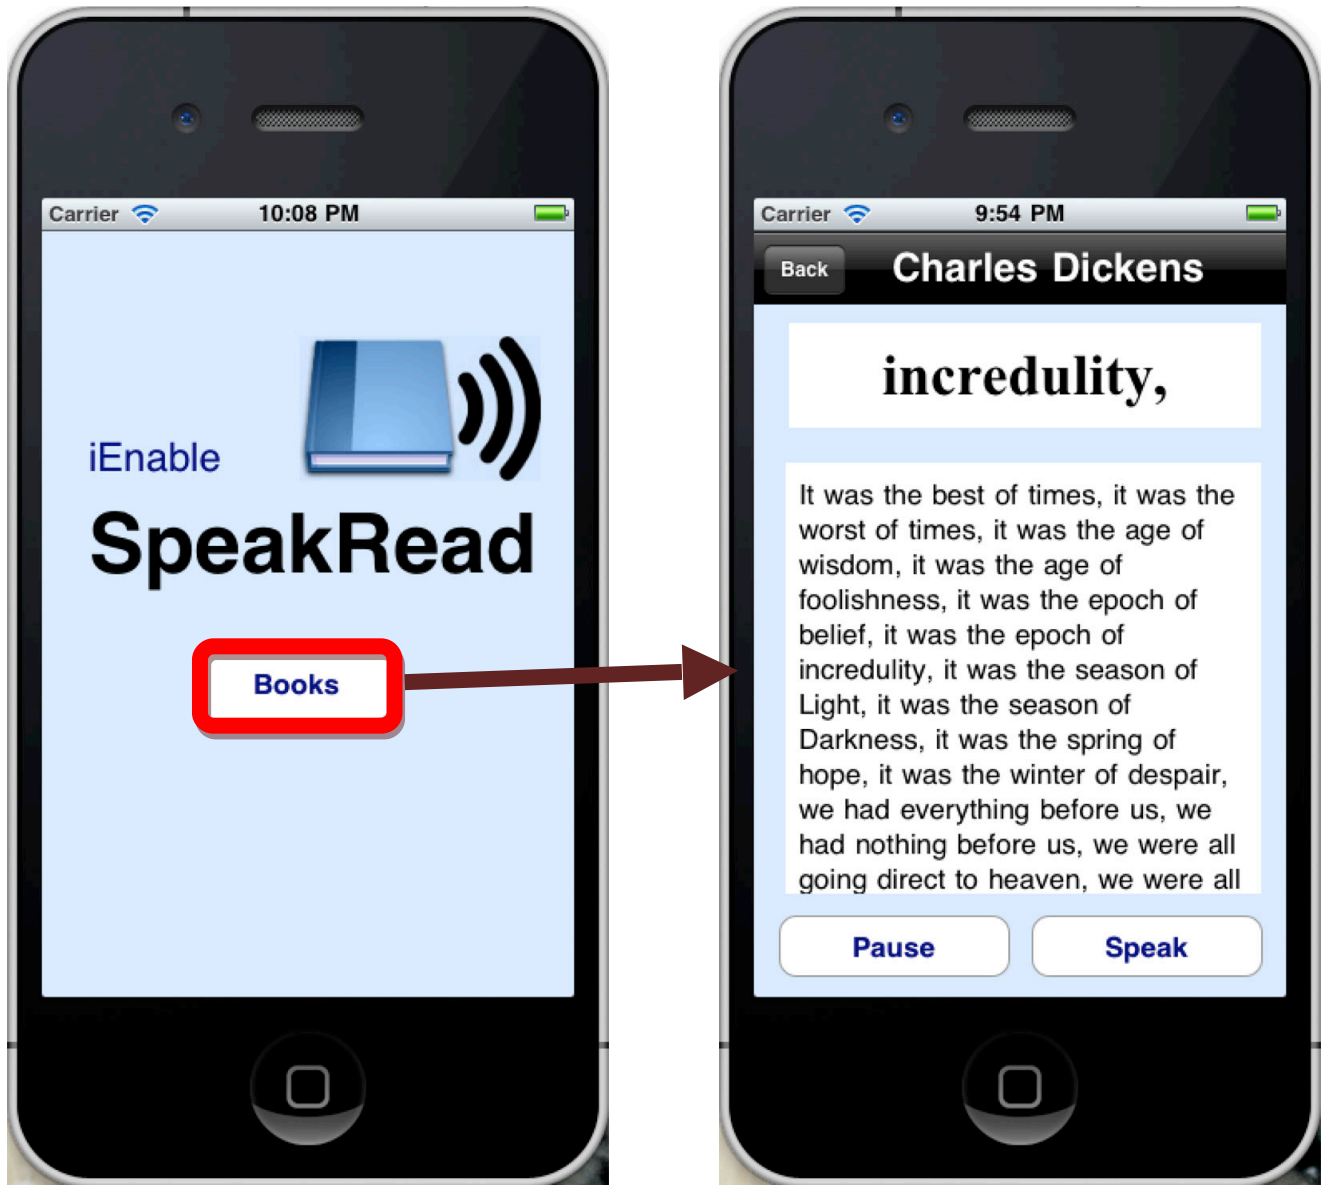 Carrier 10:08 PM
iEnable
SpeakRead
Books
Carrier 9:54 PM
Back Charles Dickens
incredulity,
It was the best of times, it was the
worst of times, it was the age of
wisdom, it was the age of
foolishness, it was the epoch of
belief, it was the epoch of
incredulity, it was the season of
Light, it was the season of
Darkness, it was the spring of
hope, it was the winter of despair,
we had everything before us, we
had nothing before us, we were all
going direct to heaven, we were all
Pause Speak